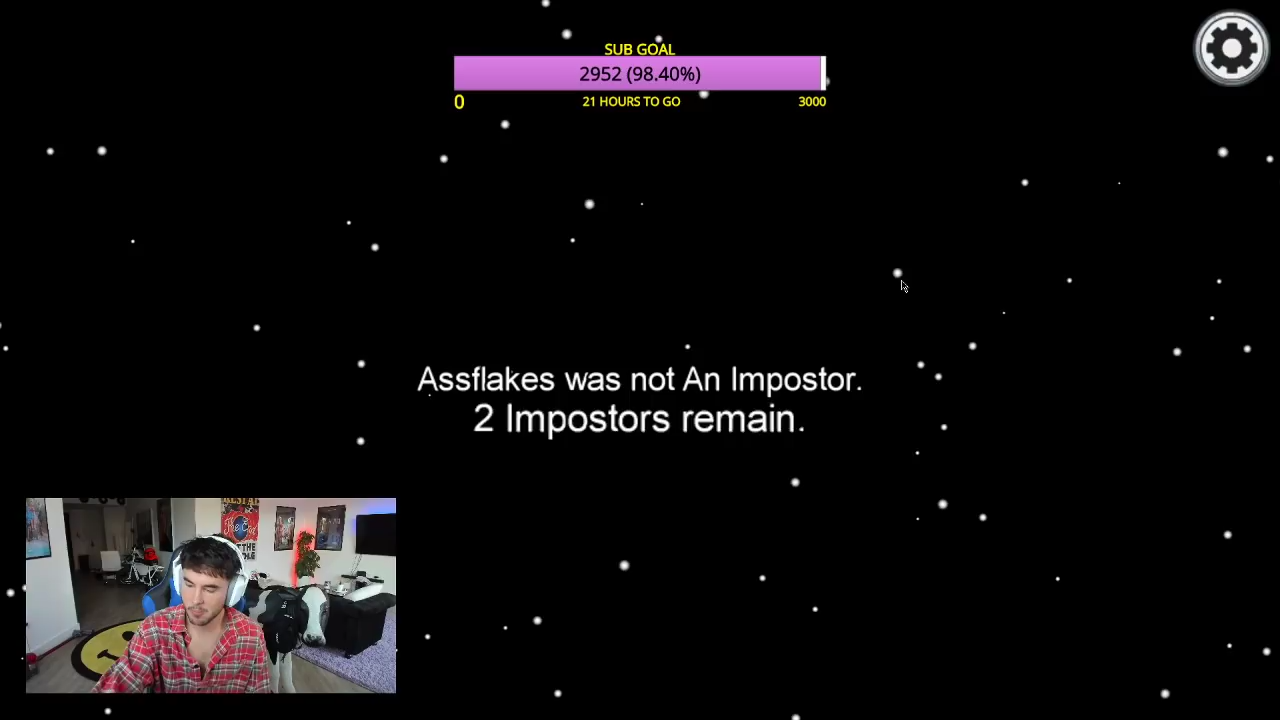 SUB GOAL
2952 (98.40%)
0
21 HOURS TO GO
3000
Assflakes was not An Impostor.
2 Impostors remain.